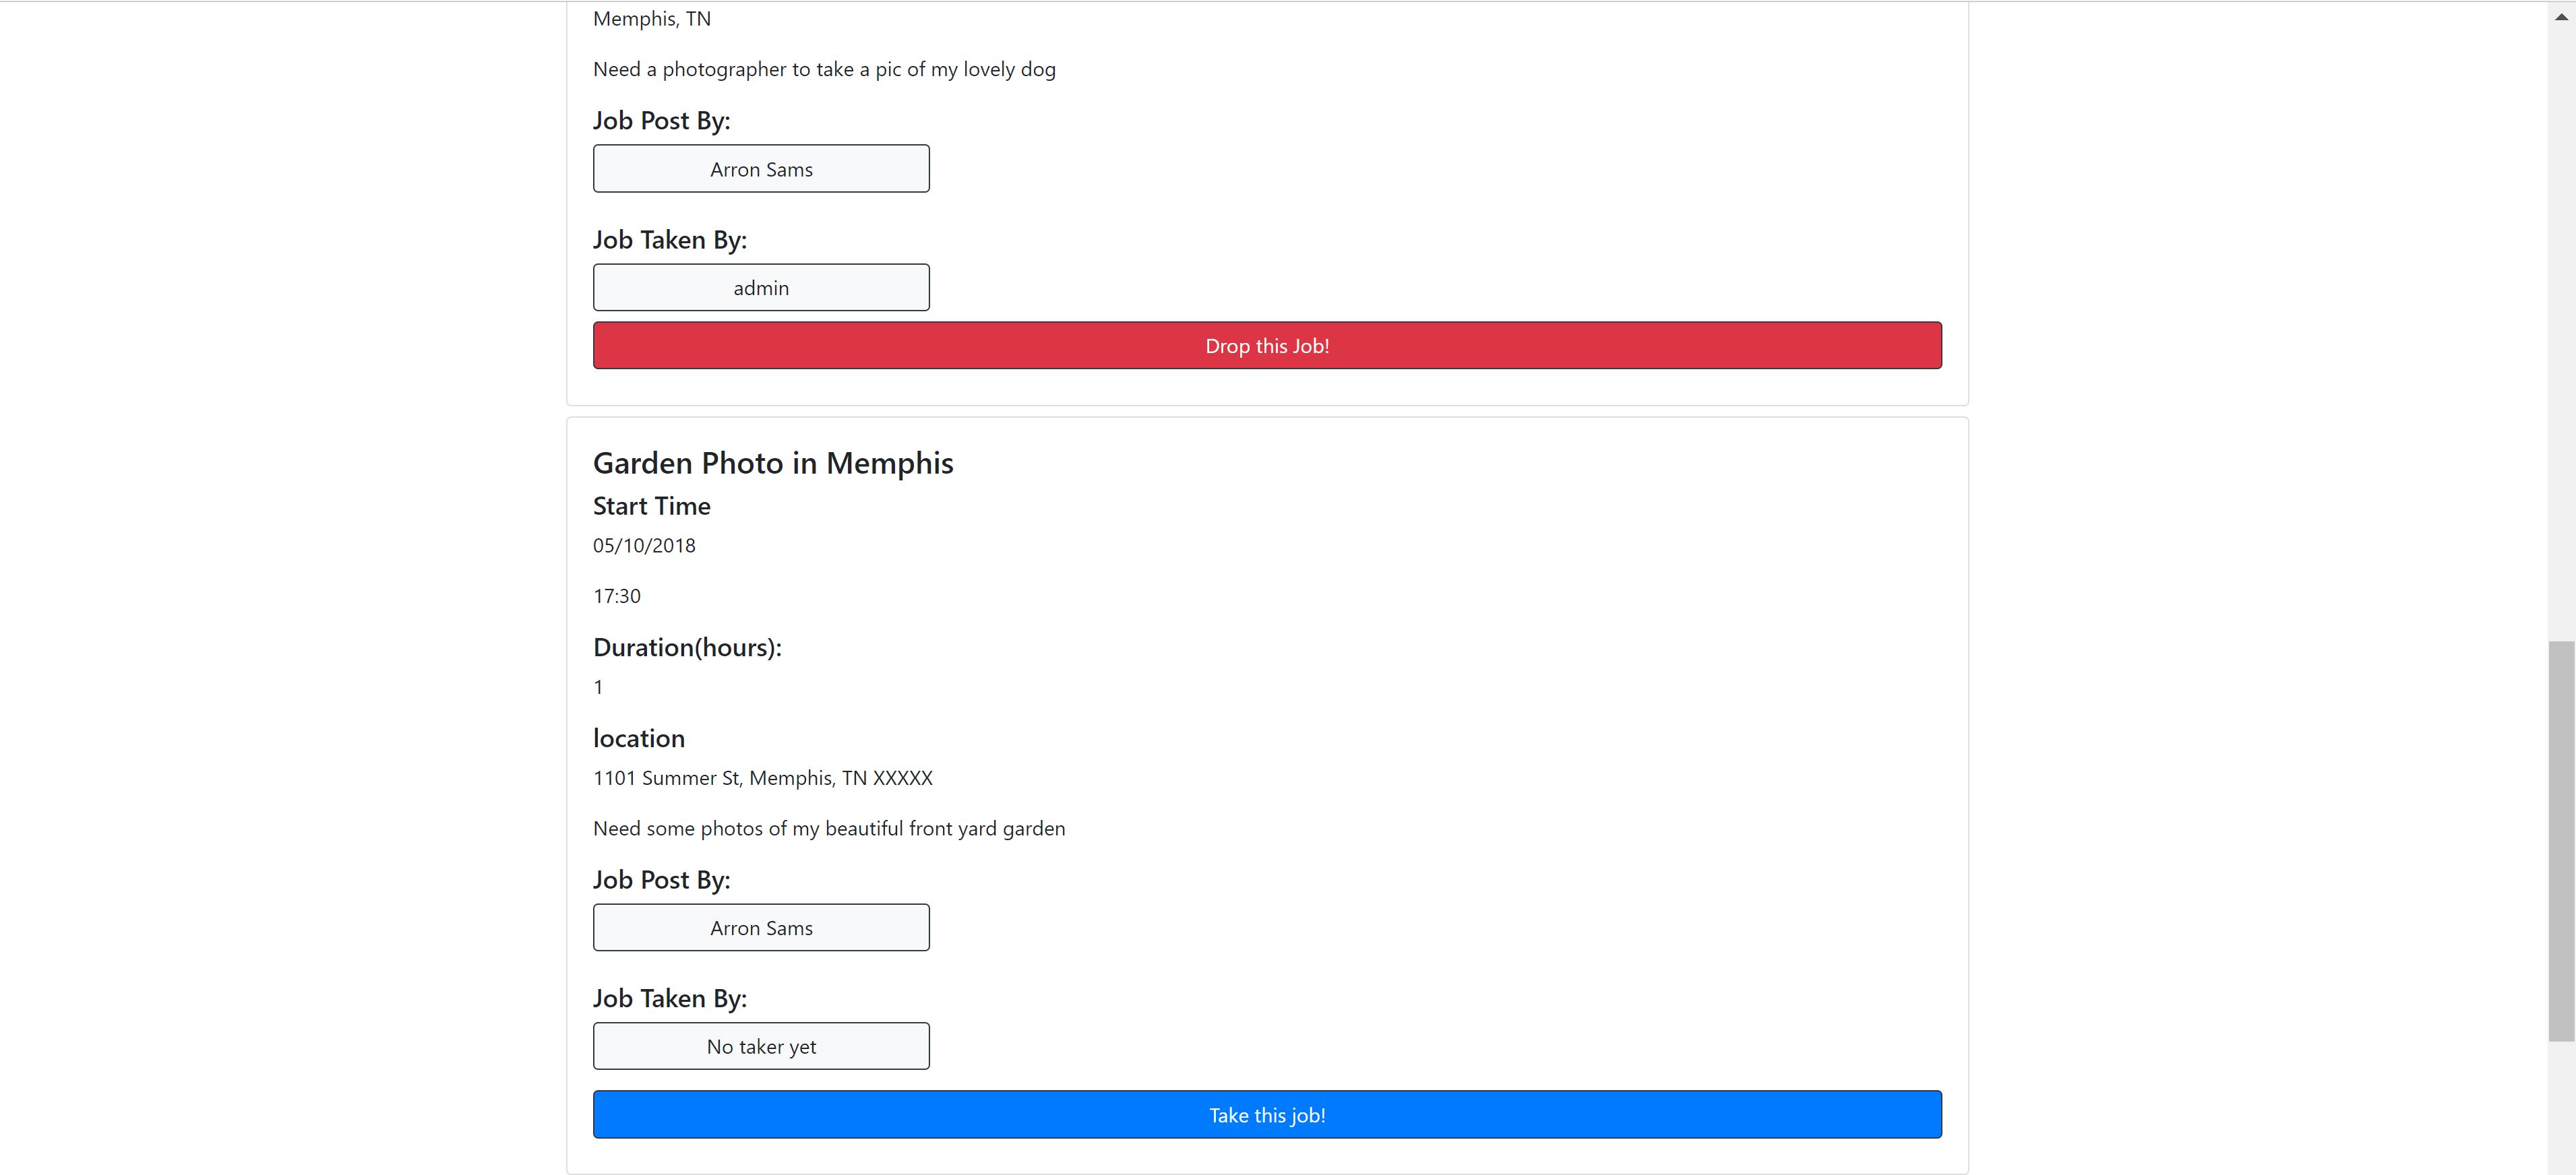 Memphis, TN
Need a photographer to take a pic of my lovely dog
Job Post By:
Arron Sams
Job Taken By:
admin
Drop this Job!
Garden Photo in Memphis
Start Time
05/10/2018
17:30
Duration(hours):
1
location
1101 Summer St, Memphis, TN XXXXX
Need some photos of my beautiful front yard garden
Job Post By:
Arron Sams
Job Taken By:
No taker yet
Take this job!